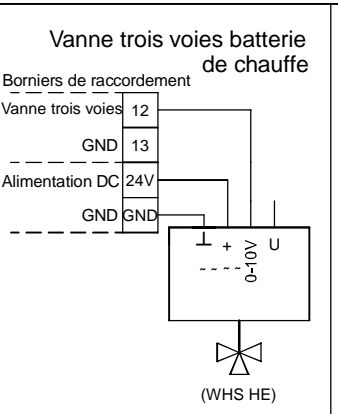 Vanne trois voies batterie
de chauffe
Borniers de raccordement
Vanne trois voies 12
GND 13
Alimentation DC 24V
GND GND
⊥ + 0-10V U
~ ~ ~ ~
(WHS HE)